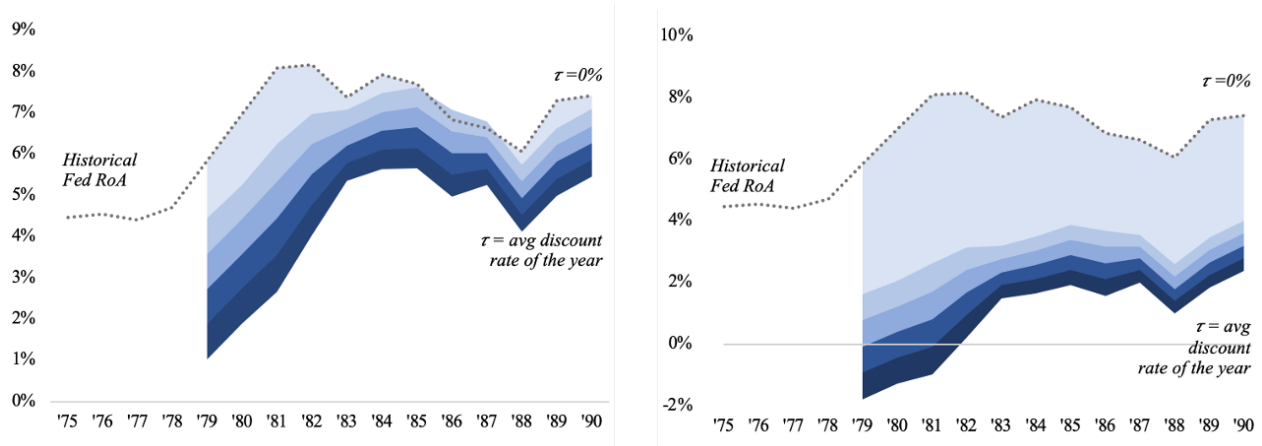 9%
8%
7%
6%
5%
4%
3%
2%
1%
0%
Historical
Fed RoA
τ =0%
τ = avg discount
rate of the year
'75 '76 '77 '78 '79 '80 '81 '82 '83 '84 '85 '86 '87 '88 '89 '90
10%
8%
6%
4%
2%
0%
-2%
Historical
Fed RoA
τ =0%
τ = avg
discount
rate of the year
'75 '76 '77 '78 '79 '80 '81 '82 '83 '84 '85 '86 '87 '88 '89 '90